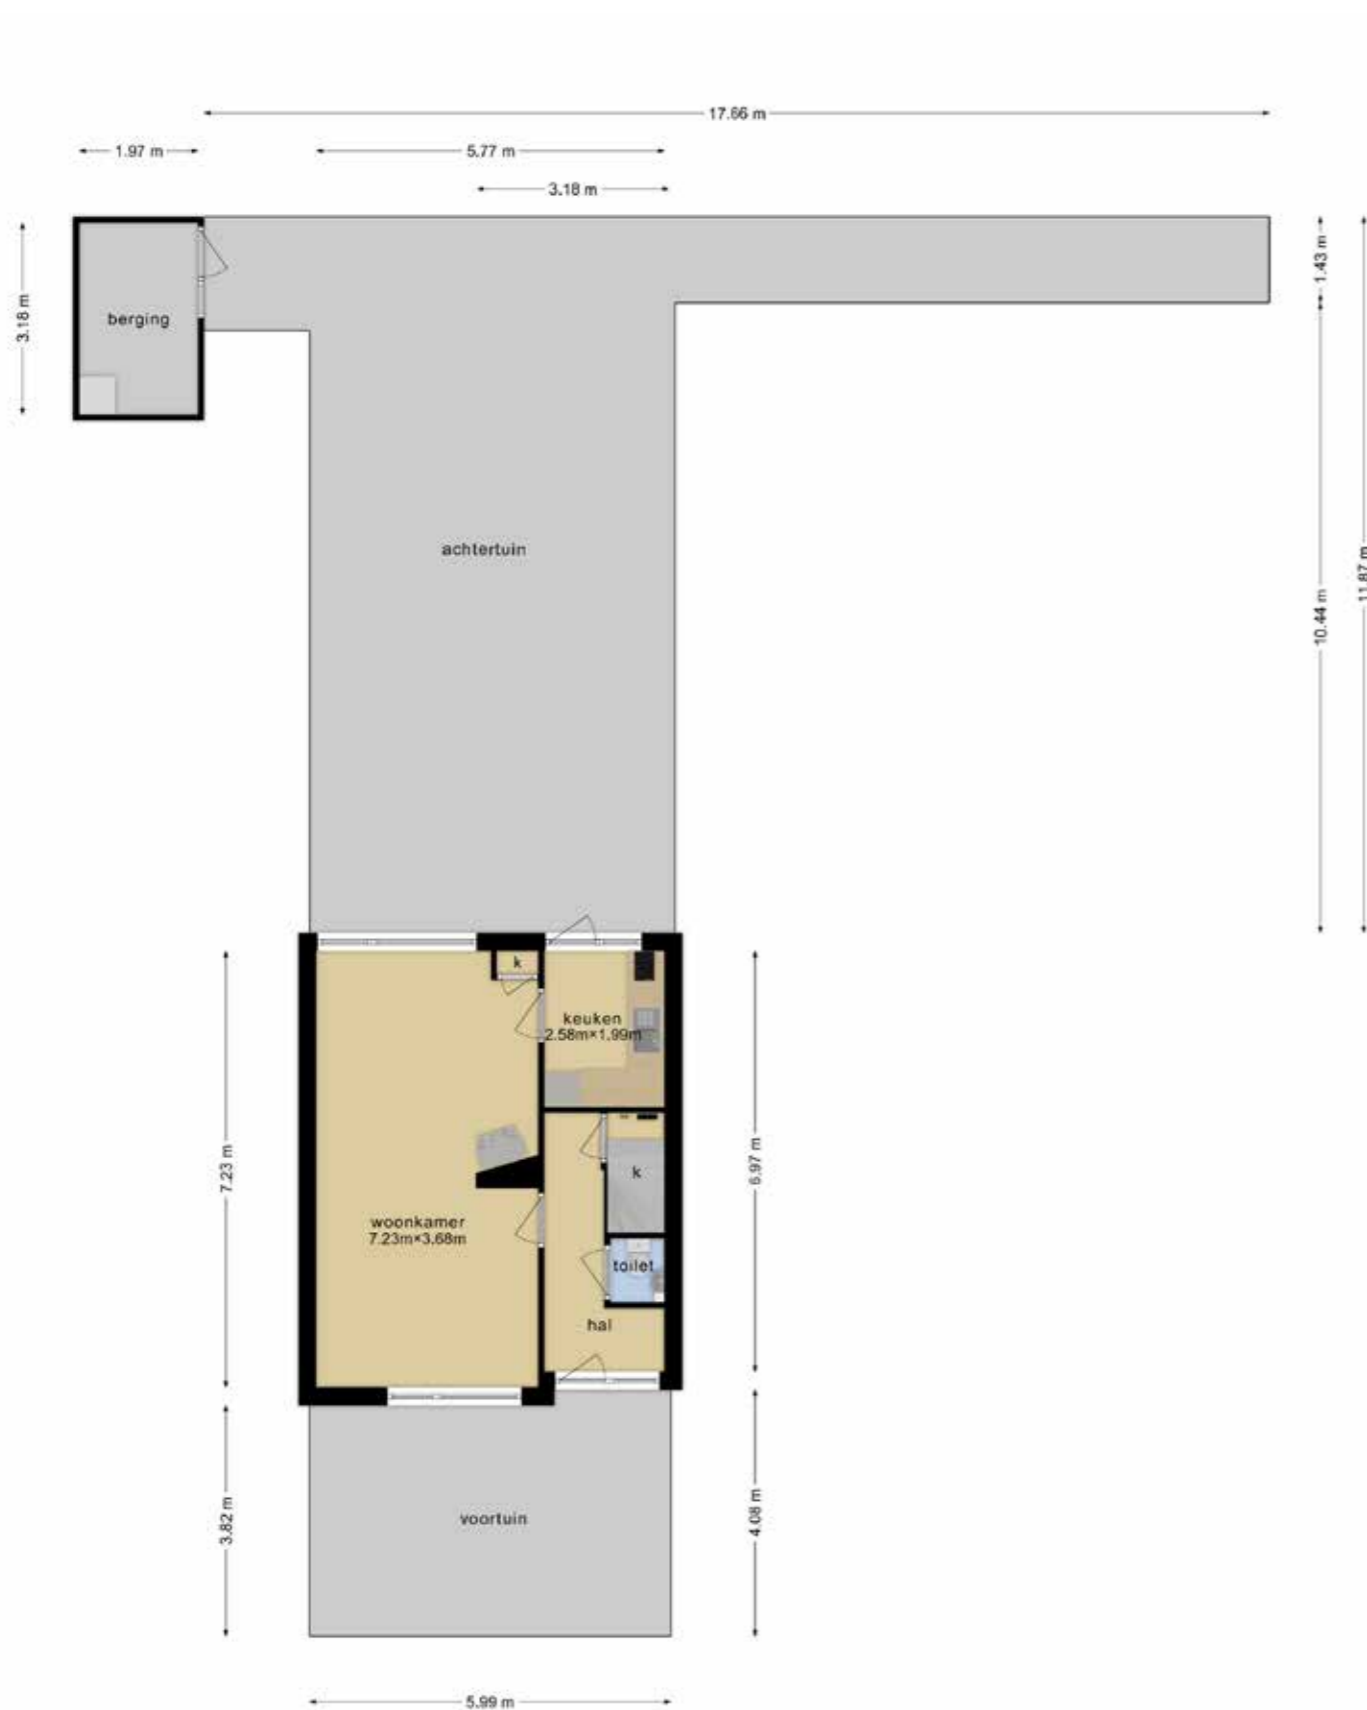 17.66 m
1.97 m
5.77 m
3.18 m
3.18 m
berging
1.43 m
achtertuin
10.44 m
11.87 m
k
keuken
2.58m×1.99m
7.23 m
6.97 m
k
woonkamer
7.23m×3.68m
toilet
hal
3.82 m
4.08 m
voortuin
5.99 m